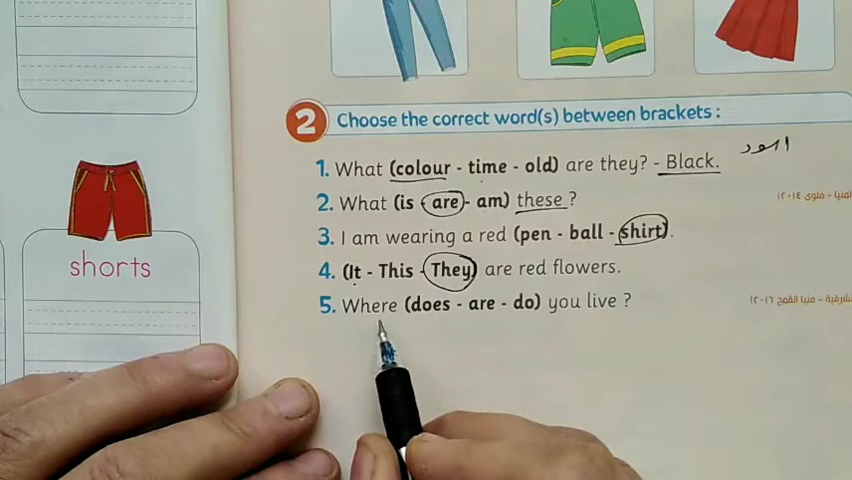 2 Choose the correct word(s) between brackets :
1. What (colour - time - old) are they? - Black. اسود
2. What (is - are - am) these ?
3. I am wearing a red (pen - ball - shirt).
4. (It - This - They) are red flowers.
5. Where (does - are - do) you live ?
shorts